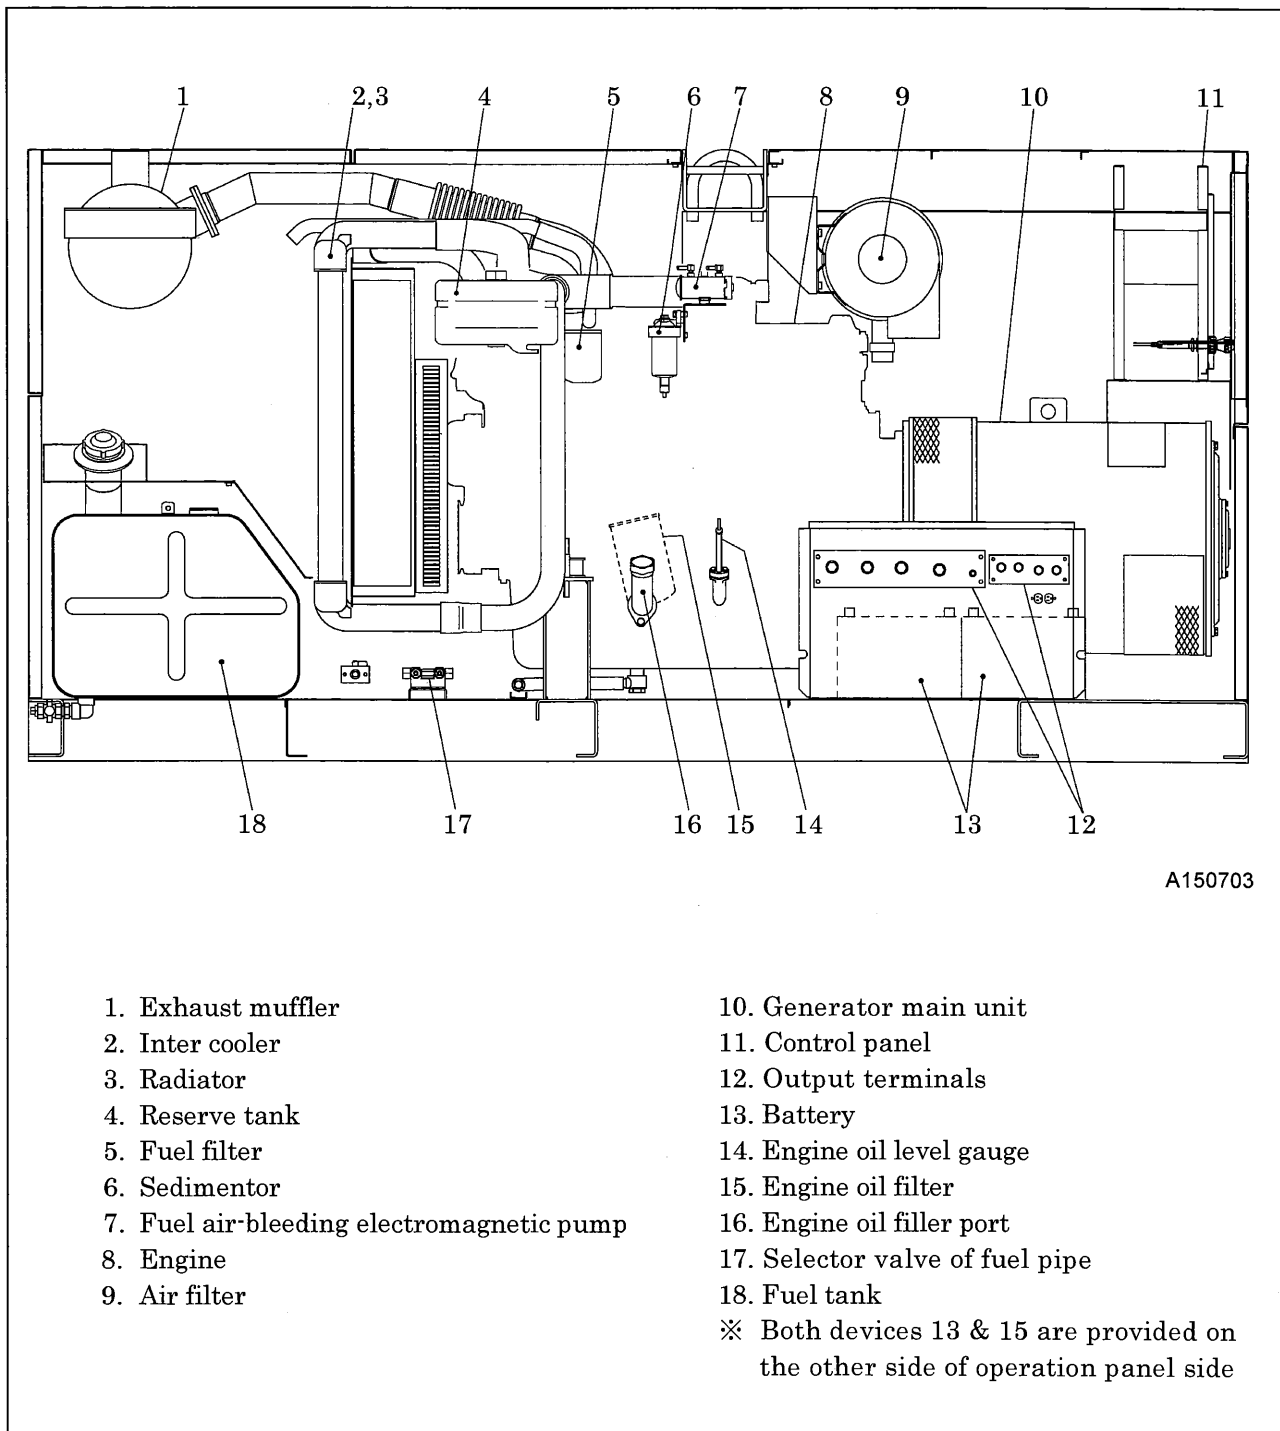 1 2,3 4 5 6 7 8 9 10 11
18 17 16 15 14 13 12
A150703
1. Exhaust muffler
2. Inter cooler
3. Radiator
4. Reserve tank
5. Fuel filter
6. Sedimentor
7. Fuel air-bleeding electromagnetic pump
8. Engine
9. Air filter
10. Generator main unit
11. Control panel
12. Output terminals
13. Battery
14. Engine oil level gauge
15. Engine oil filter
16. Engine oil filler port
17. Selector valve of fuel pipe
18. Fuel tank
※ Both devices 13 & 15 are provided on
the other side of operation panel side